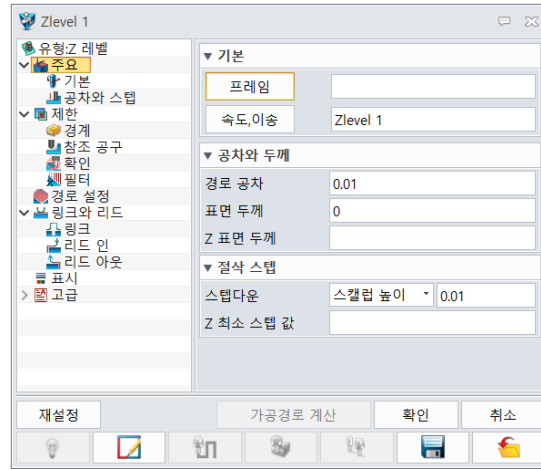 Zlevel 1
유형:Z 레벨
주요
기본
공차와 스텝
제한
경계
참조 공구
확인
필터
경로 설정
링크와 리드
링크
리드 인
리드 아웃
표시
고급
기본
프레임
속도,이송 Zlevel 1
공차와 두께
경로 공차 0.01
표면 두께 0
Z 표면 두께
절삭 스텝
스텝다운 스캘럽 높이 0.01
Z 최소 스텝 값
재설정 가공경로 계산 확인 취소